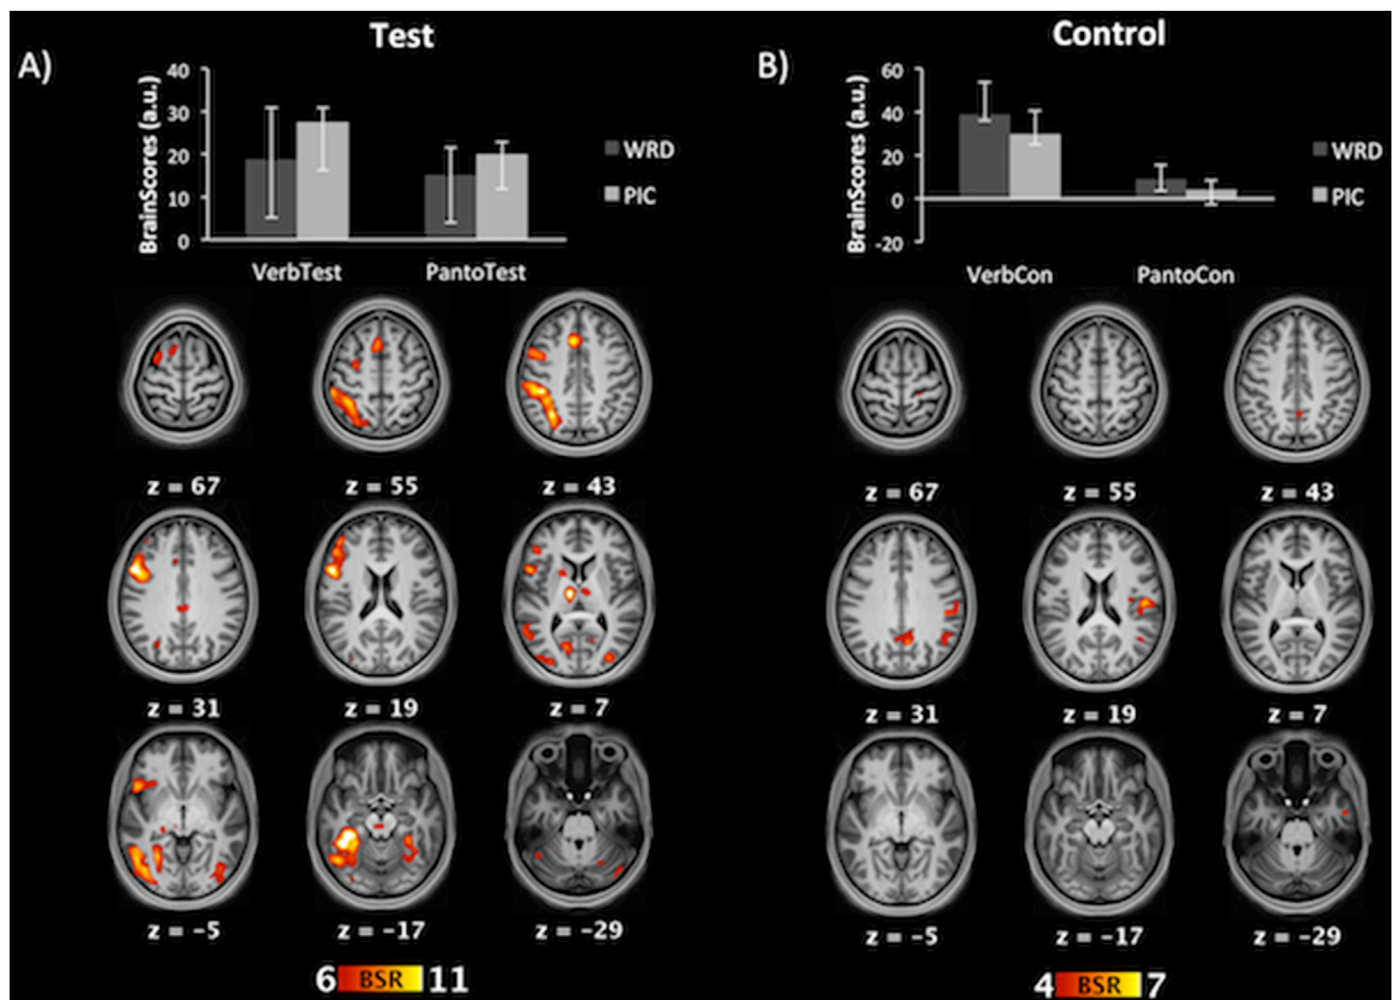 Test
A)
BrainScores (a.u.)
40
30
20
10
0
WRD
PIC
VerbTest PantoTest
z = 67 z = 55 z = 43
z = 31 z = 19 z = 7
z = -5 z = -17 z = -29
6 BSR 11
Control
B)
BrainScores (a.u.)
60
40
20
0
-20
WRD
PIC
VerbCon PantoCon
z = 67 z = 55 z = 43
z = 31 z = 19 z = 7
z = -5 z = -17 z = -29
4 BSR 7